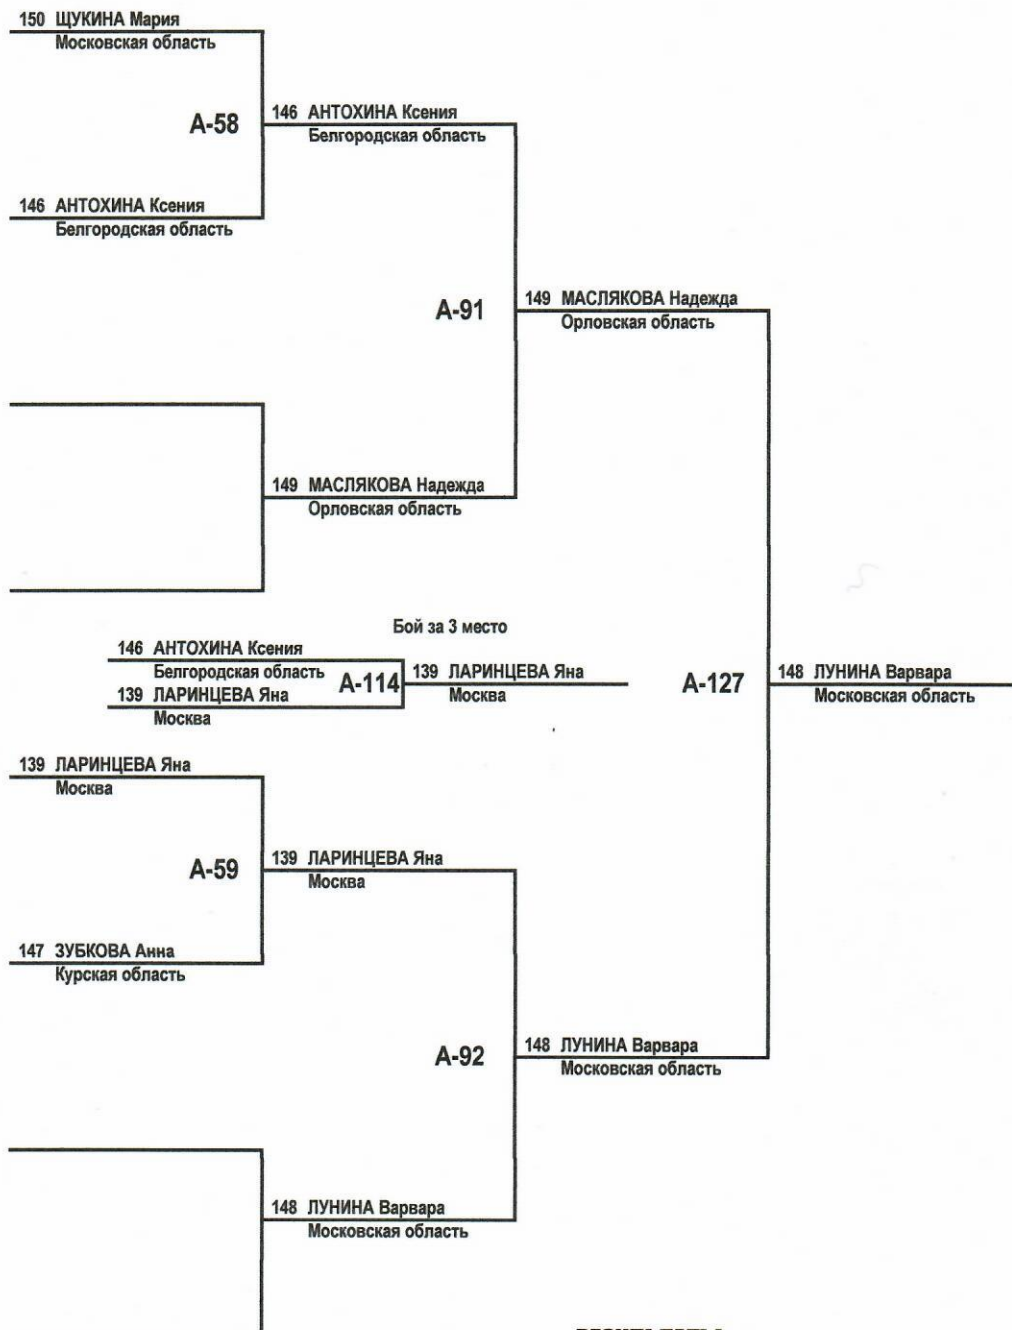 150 ЩУКИНА Мария
Московская область
А-58
146 АНТОХИНА Ксения
Белгородская область
146 АНТОХИНА Ксения
Белгородская область
А-91
149 МАСЛЯКОВА Надежда
Орловская область
149 МАСЛЯКОВА Надежда
Орловская область
Бой за 3 место
146 АНТОХИНА Ксения
Белгородская область
А-114
139 ЛАРИНЦЕВА Яна
Москва
139 ЛАРИНЦЕВА Яна
Москва
А-127
148 ЛУНИНА Варвара
Московская область
139 ЛАРИНЦЕВА Яна
Москва
А-59
139 ЛАРИНЦЕВА Яна
Москва
147 ЗУБКОВА Анна
Курская область
А-92
148 ЛУНИНА Варвара
Московская область
148 ЛУНИНА Варвара
Московская область